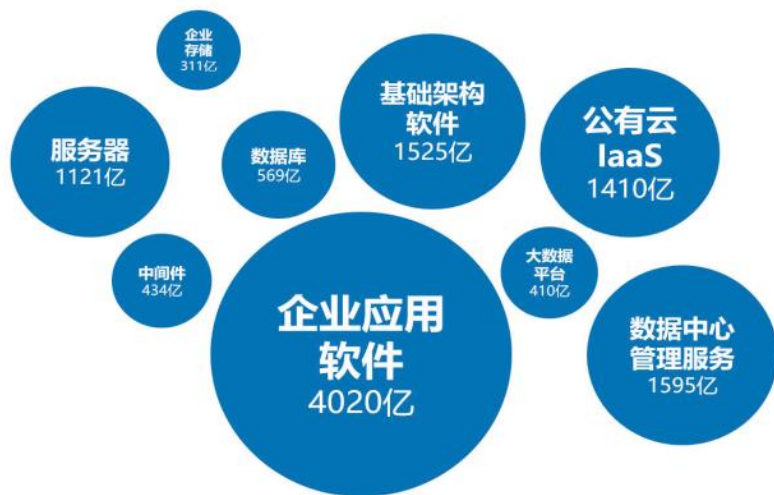 企业
存储
311亿
服务器
1121亿
数据库
569亿
基础架构
软件
1525亿
公有云
IaaS
1410亿
中间件
434亿
企业应用
软件
4020亿
大数据
平台
410亿
数据中心
管理服务
1595亿